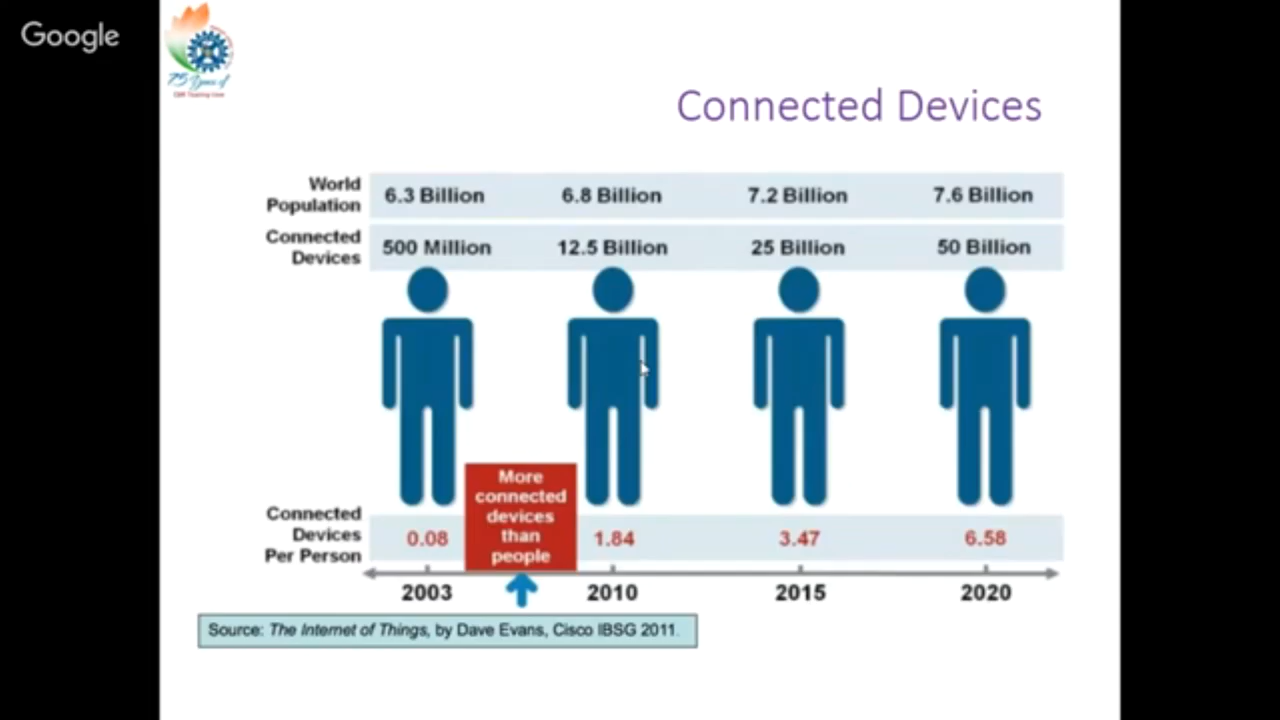 Google
75 Years of
Connected Devices
World
Population
6.3 Billion 6.8 Billion 7.2 Billion 7.6 Billion
Connected
Devices
500 Million 12.5 Billion 25 Billion 50 Billion
More
connected
devices
than
people
Connected
Devices
Per Person
0.08 1.84 3.47 6.58
2003 2010 2015 2020
Source: The Internet of Things, by Dave Evans, Cisco IBSG 2011.